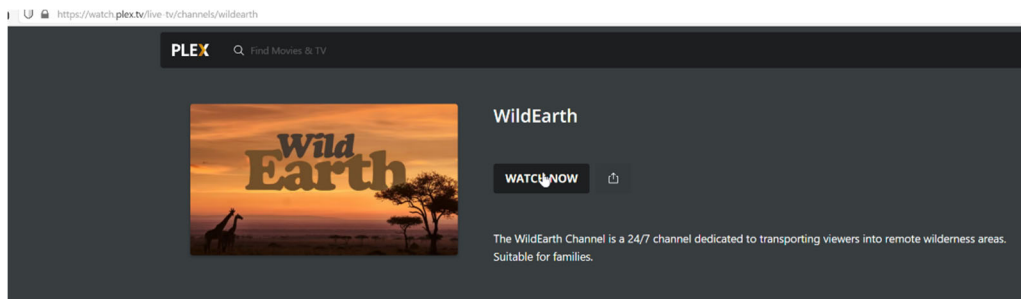 https://watch.plex.tv/live-tv/channels/wildearth
PLEX
Find Movies & TV
Wild
Earth
WildEarth
WATCH NOW
The WildEarth Channel is a 24/7 channel dedicated to transporting viewers into remote wilderness areas.
Suitable for families.